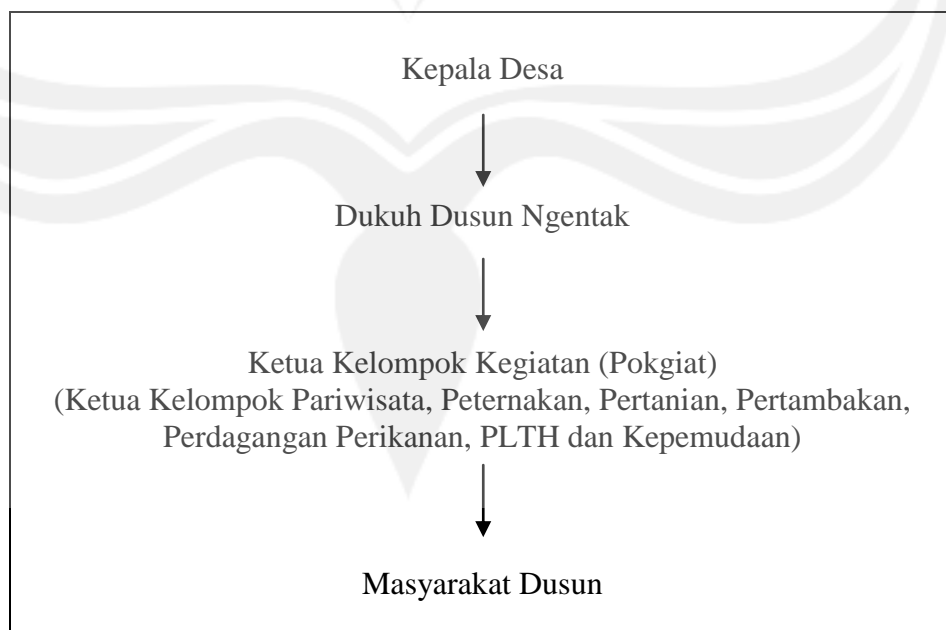 Kepala Desa
Dukuh Dusun Ngentak
Ketua Kelompok Kegiatan (Pokgiat)
(Ketua Kelompok Pariwisata, Peternakan, Pertanian, Pertambakan,
Perdagangan Perikanan, PLTH dan Kepemudaan)
Masyarakat Dusun